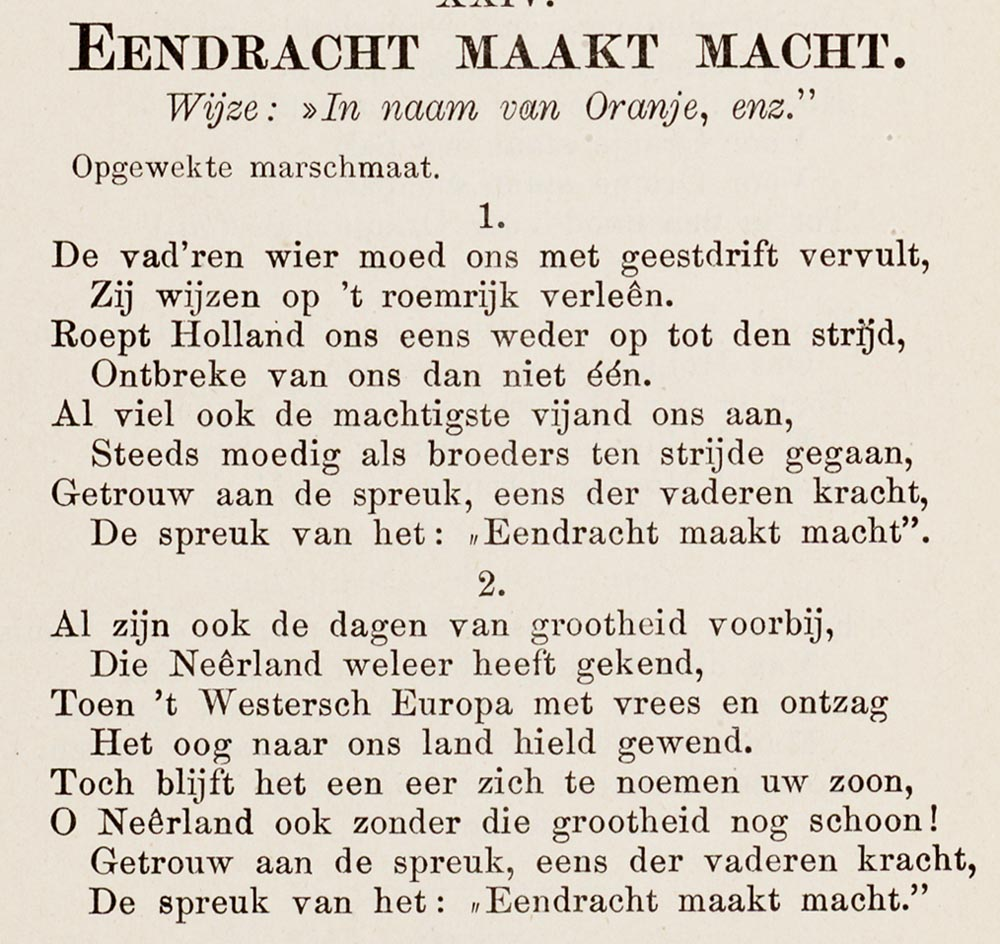 XXIV.
EENDRACHT MAAKT MACHT.
Wijze: »In naam van Oranje, enz.”
Opgewekte marschmaat.
1.
De vad'ren wier moed ons met geestdrift vervult,
Zij wijzen op 't roemrijk verleên.
Roept Holland ons eens weder op tot den strijd,
Ontbreke van ons dan niet één.
Al viel ook de machtigste vijand ons aan,
Steeds moedig als broeders ten strijde gegaan,
Getrouw aan de spreuk, eens der vaderen kracht,
De spreuk van het: „Eendracht maakt macht”.
2.
Al zijn ook de dagen van grootheid voorbij,
Die Neêrland weleer heeft gekend,
Toen 't Westersch Europa met vrees en ontzag
Het oog naar ons land hield gewend.
Toch blijft het een eer zich te noemen uw zoon,
O Neêrland ook zonder die grootheid nog schoon!
Getrouw aan de spreuk, eens der vaderen kracht,
De spreuk van het: „Eendracht maakt macht.”